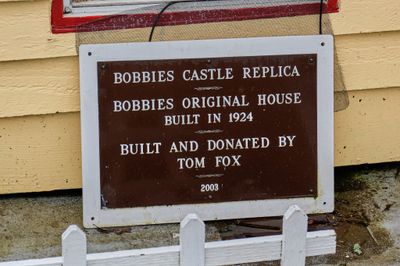 BOBBIES CASTLE REPLICA
BOBBIES ORIGINAL HOUSE
BUILT IN 1924
BUILT AND DONATED BY
TOM FOX
2003